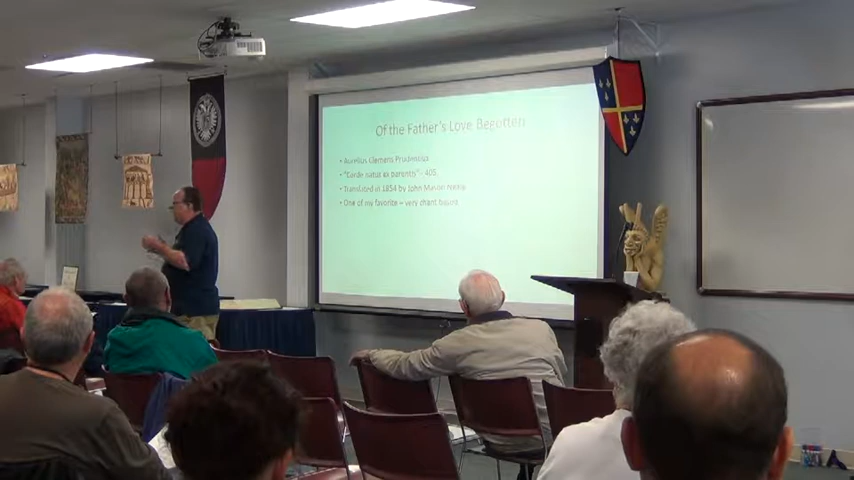 Of the Father's Love Begotten
• Aurelius Clemens Prudentius
• "Corde natus ex parentis" - 405
• Translated in 1854 by John Mason Neale
• One of my favorite – very chant based